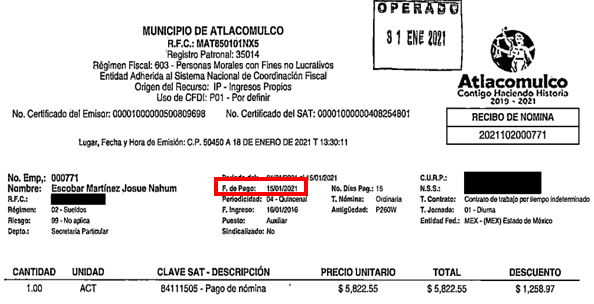 OPERADO
31 ENE 2021
MUNICIPIO DE ATLACOMULCO
R.F.C.: MAT850101NX5
Registro Patronal: 35014
Régimen Fiscal: 603 - Personas Morales con Fines no Lucrativos
Entidad Adherida al Sistema Nacional de Coordinación Fiscal
Origen del Recurso: IP - Ingresos Propios
Uso de CFDI: P01 - Por definir
Atlacomulco
Contigo Haciendo Historia
2019 - 2021
No. Certificado del Emisor: 00001000000500809698 No. Certificado del SAT: 00001000000408254801
RECIBO DE NOMINA
2021102000771
Lugar, Fecha y Hora de Emisión: C.P. 50450 A 18 DE ENERO DE 2021 T 13:30:11
No. Emp,: 000771 Periodo del: 01/01/2021 al 15/01/2021 C.U.R.P.:
Nombre: Escobar Martínez Josue Nahum F. de Pago: 15/01/2021 No. Dias Pag.: 15 N.S.S.:
R.F.C.: Periodicidad: 04 - Quincenal T. Nómina: Ordinaria T. Contrato: Contrato de trabajo por tiempo indeterminado
Régimen: 02 - Sueldos F. Ingreso: 16/01/2016 Antigüedad: P260W T. Jornada: 01 - Diurna
Riesgo: 99 - No aplica Puesto: Auxiliar Entidad Fed.: MEX - (MEX) Estado de México
Depto.: Secretaría Particular Sindicalizado: No
CANTIDAD UNIDAD CLAVE SAT - DESCRIPCIÓN PRECIO UNITARIO TOTAL DESCUENTO
1.00 ACT 84111505 - Pago de nómina $ 5,822.55 $ 5,822.55 $ 1,258.97